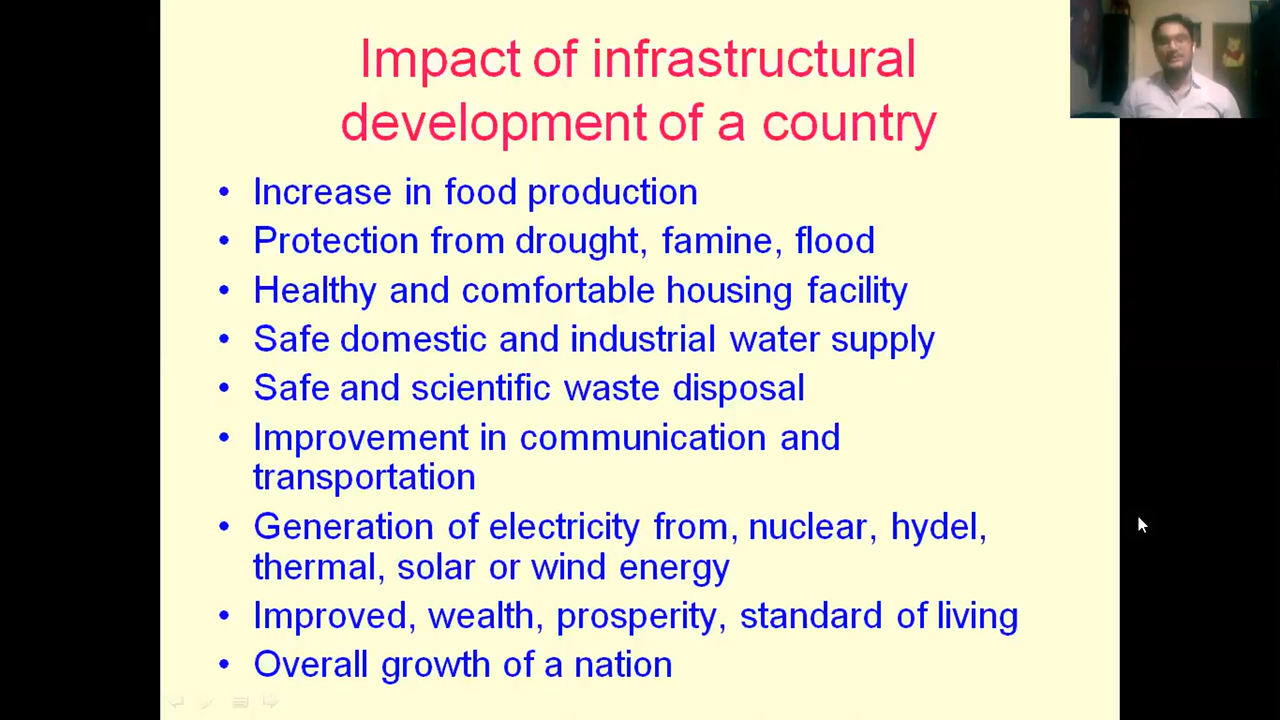 Impact of infrastructural
development of a country
• Increase in food production
• Protection from drought, famine, flood
• Healthy and comfortable housing facility
• Safe domestic and industrial water supply
• Safe and scientific waste disposal
• Improvement in communication and
transportation
• Generation of electricity from, nuclear, hydel,
thermal, solar or wind energy
• Improved, wealth, prosperity, standard of living
• Overall growth of a nation